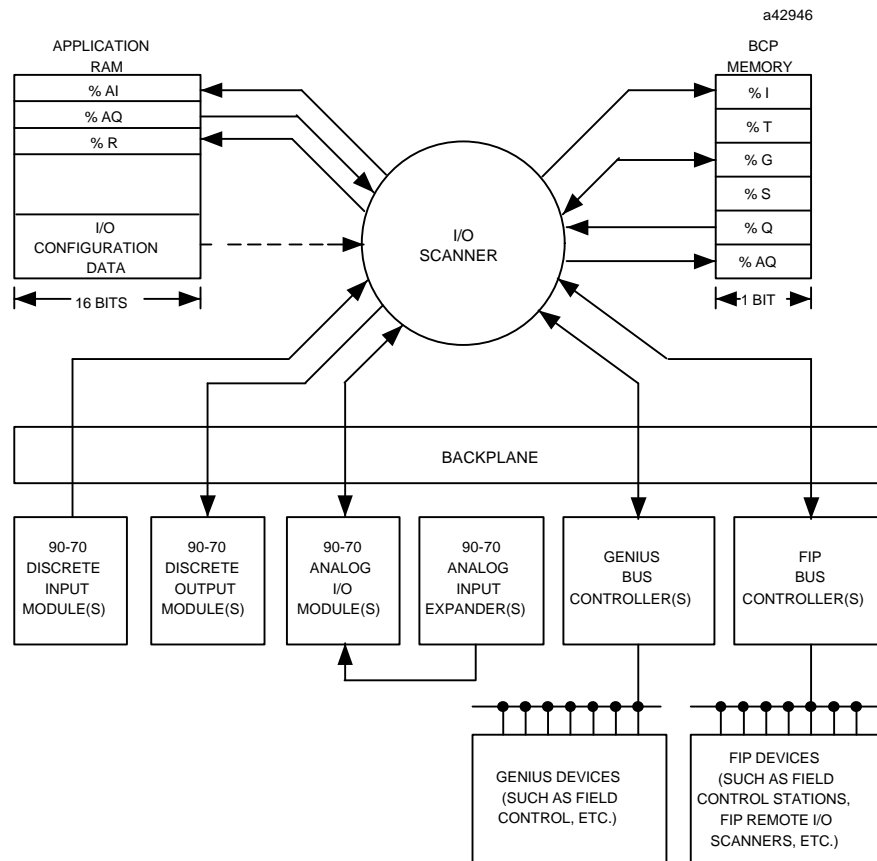 a42946
APPLICATION
RAM
% AI
% AQ
% R
I/O
CONFIGURATION
DATA
16 BITS
I/O
SCANNER
BCP
MEMORY
% I
% T
% G
% S
% Q
% AQ
1 BIT
BACKPLANE
90-70
DISCRETE
INPUT
MODULE(S)
90-70
DISCRETE
OUTPUT
MODULE(S)
90-70
ANALOG
I/O
MODULE(S)
90-70
ANALOG
INPUT
EXPANDER(S)
GENIUS
BUS
CONTROLLER(S)
FIP
BUS
CONTROLLER(S)
GENIUS DEVICES
(SUCH AS FIELD
CONTROL, ETC.)
FIP DEVICES
(SUCH AS FIELD
CONTROL STATIONS,
FIP REMOTE I/O
SCANNERS, ETC.)